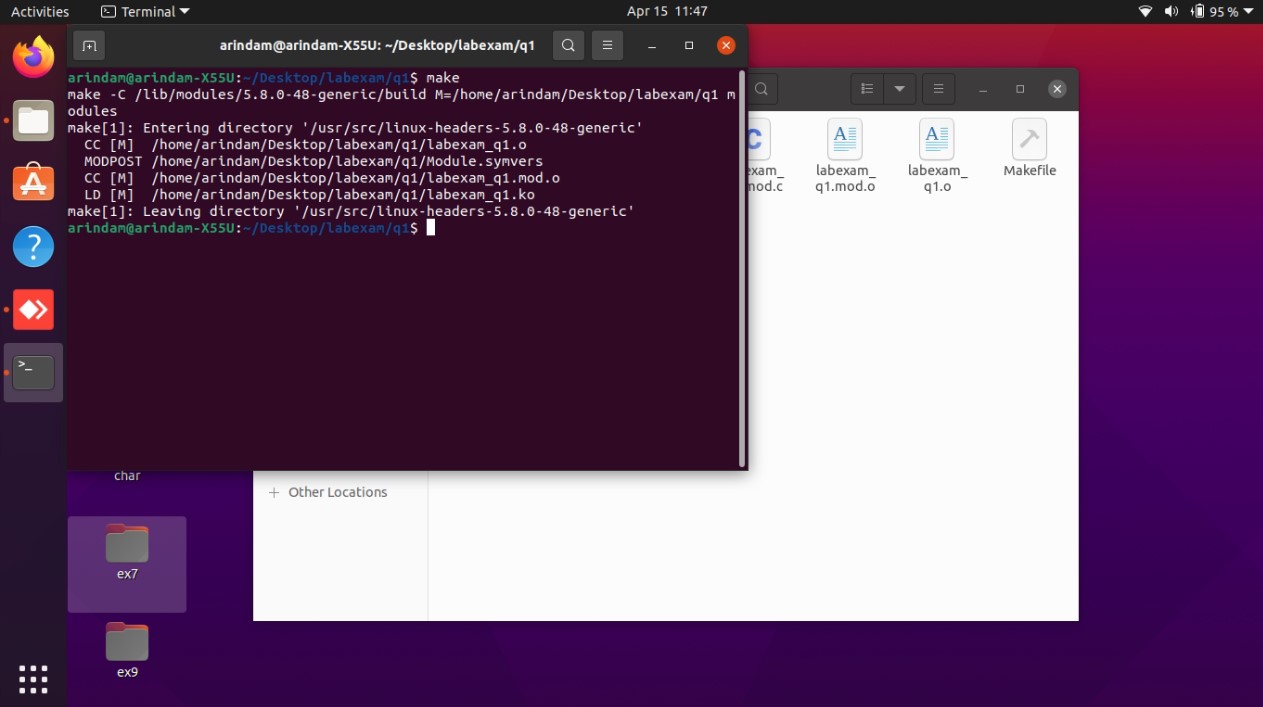 Activities
Terminal
Apr 15 11:47
95 %
arindam@arindam-X55U: ~/Desktop/labexam/q1
arindam@arindam-X55U:~/Desktop/labexam/q1$ make
make -C /lib/modules/5.8.0-48-generic/build M=/home/arindam/Desktop/labexam/q1 m
odules
make[1]: Entering directory '/usr/src/linux-headers-5.8.0-48-generic'
CC [M]  /home/arindam/Desktop/labexam/q1/labexam_q1.o
MODPOST /home/arindam/Desktop/labexam/q1/Module.symvers
CC [M]  /home/arindam/Desktop/labexam/q1/labexam_q1.mod.o
LD [M]  /home/arindam/Desktop/labexam/q1/labexam_q1.ko
make[1]: Leaving directory '/usr/src/linux-headers-5.8.0-48-generic'
arindam@arindam-X55U:~/Desktop/labexam/q1$
exam_
mod.c
labexam_
q1.mod.o
labexam_
q1.o
Makefile
char
Other Locations
ex7
ex9